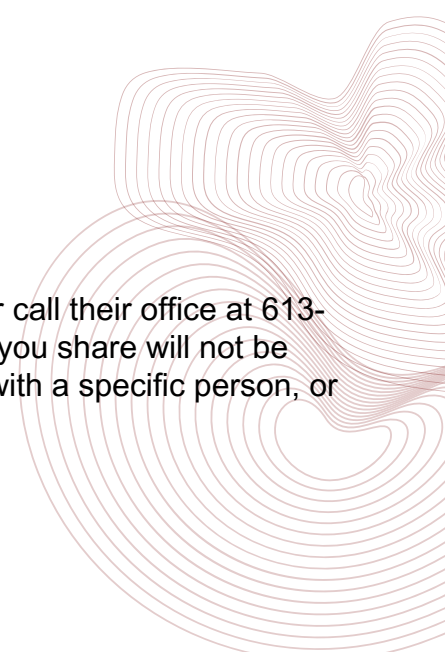 r call their office at 613-
you share will not be
with a specific person, or